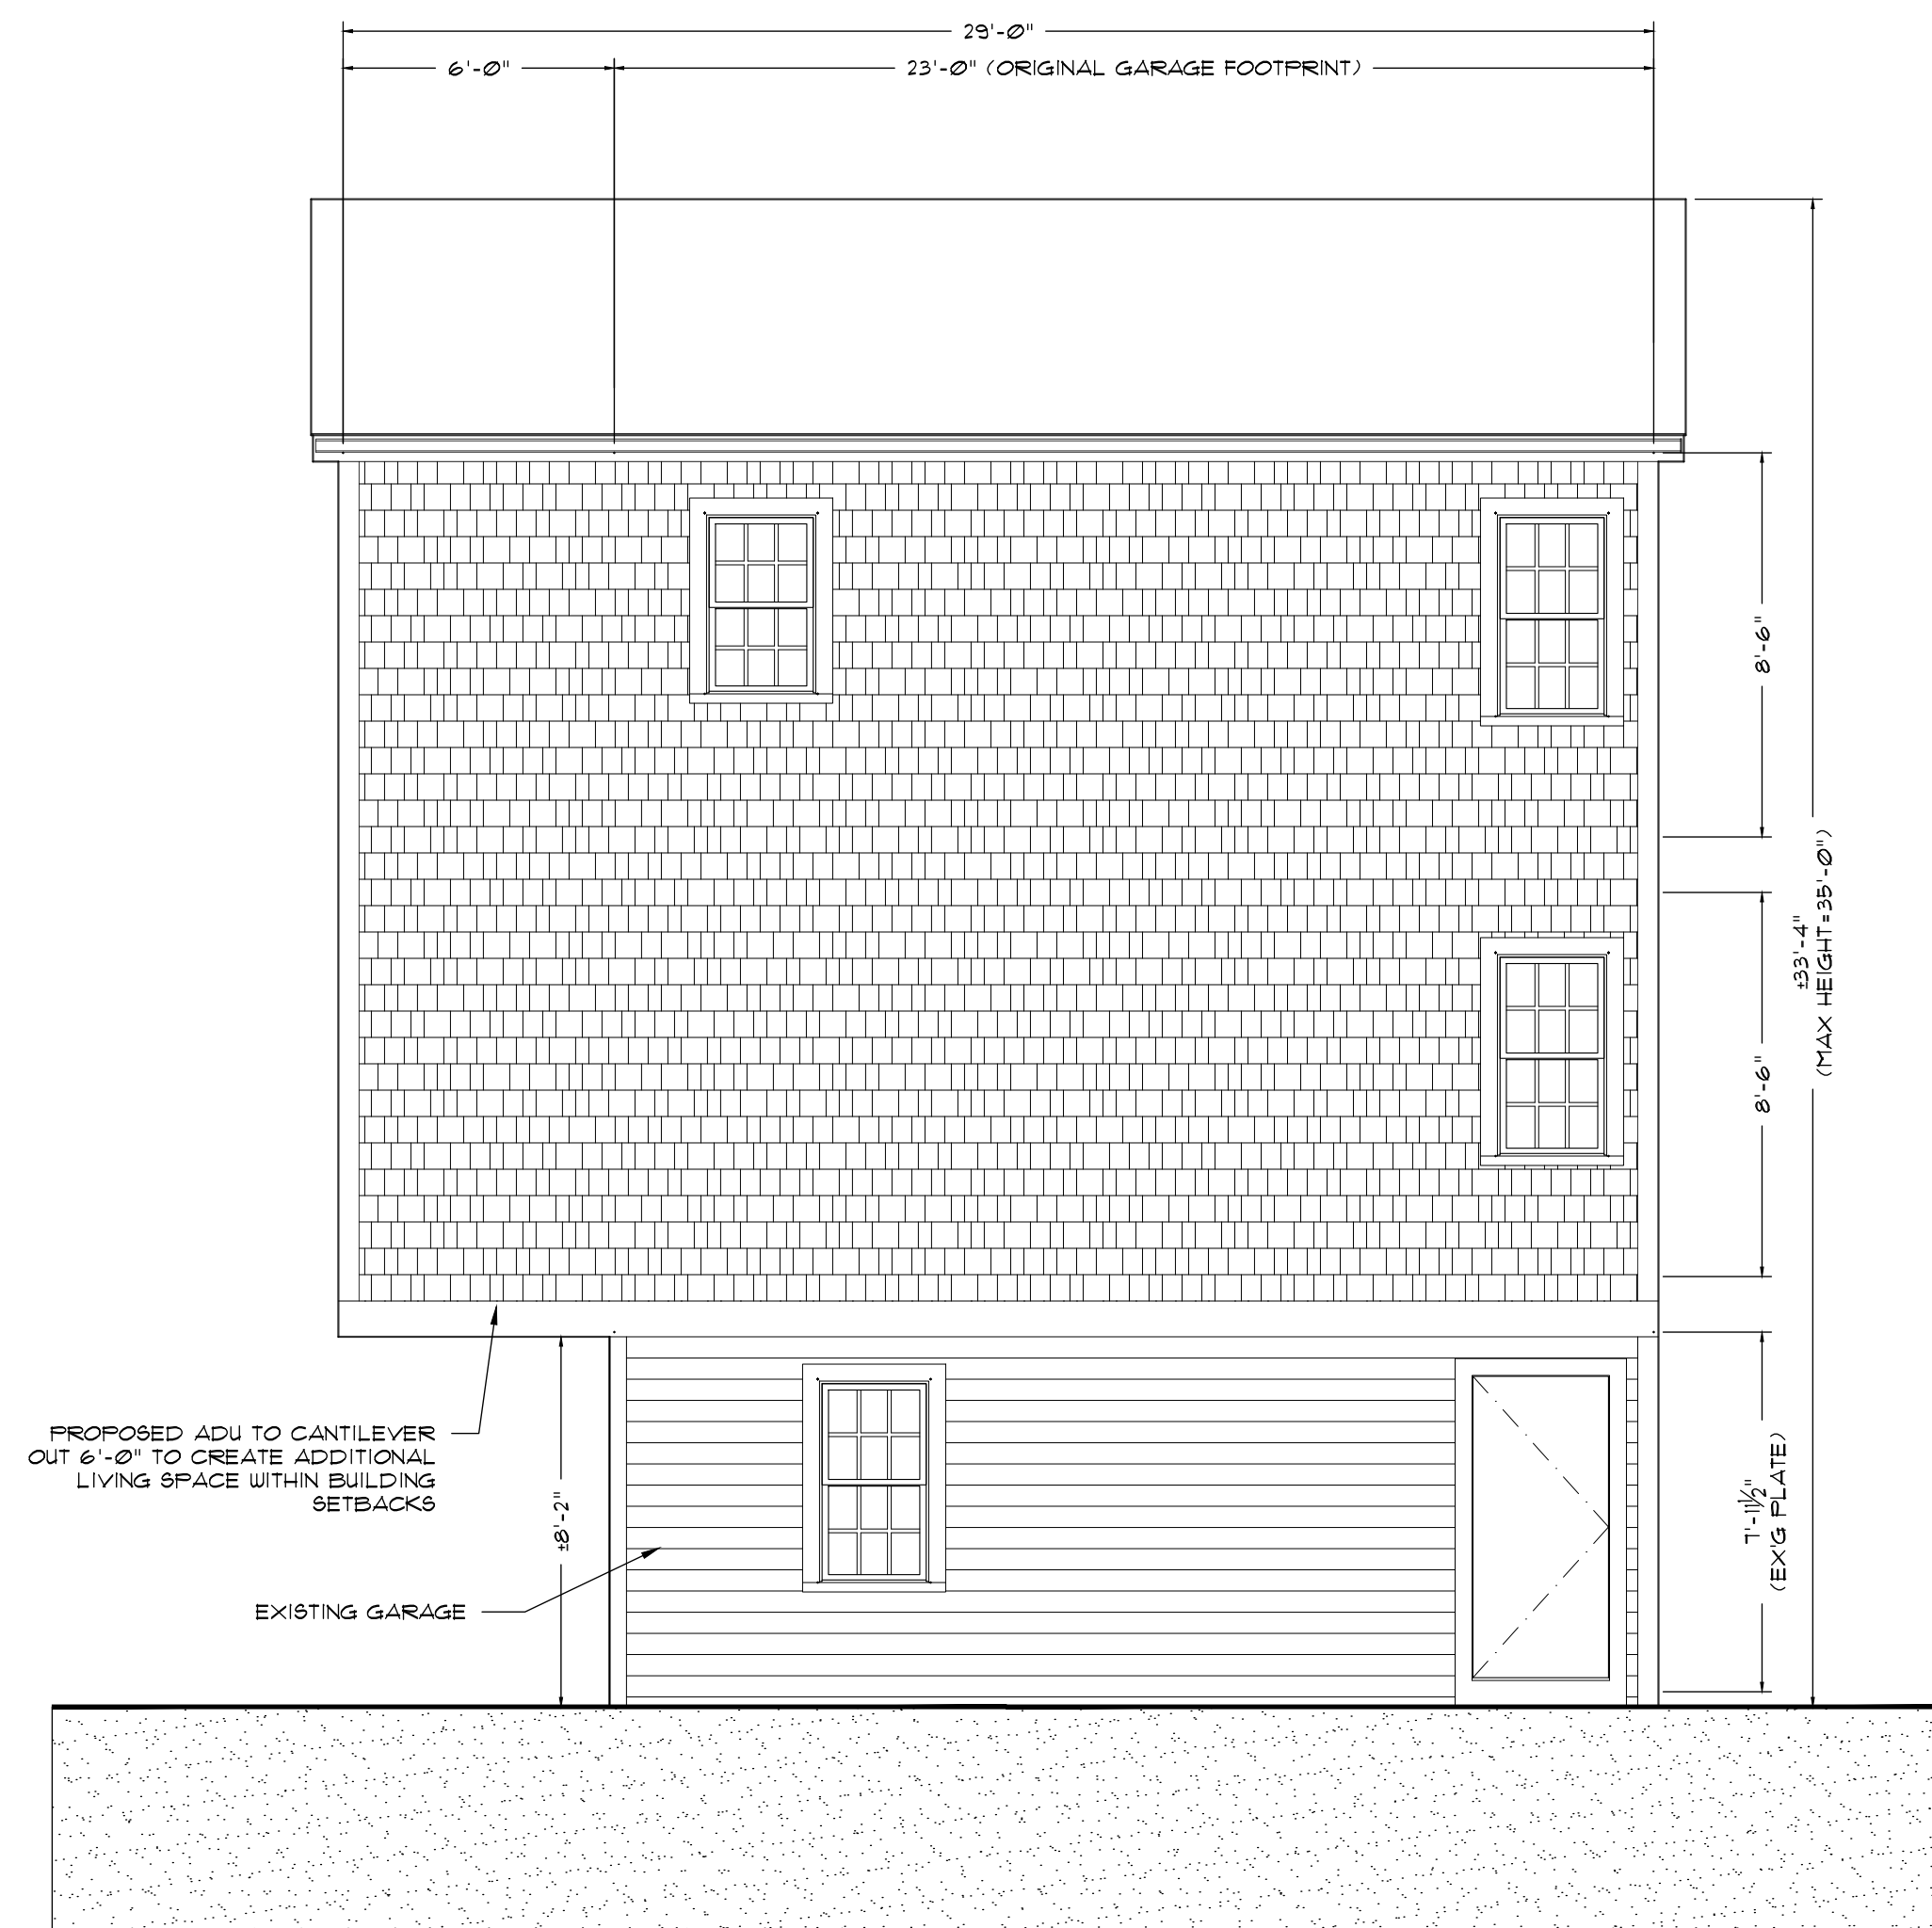 29'-0"
6'-0"
23'-0" (ORIGINAL GARAGE FOOTPRINT)
8'-6"
±33'-4"
(MAX HEIGHT=35'-0")
8'-6"
PROPOSED ADU TO CANTILEVER
OUT 6'-0" TO CREATE ADDITIONAL
LIVING SPACE WITHIN BUILDING
SETBACKS
±8'-2"
7'-11½"
(EX'G PLATE)
EXISTING GARAGE